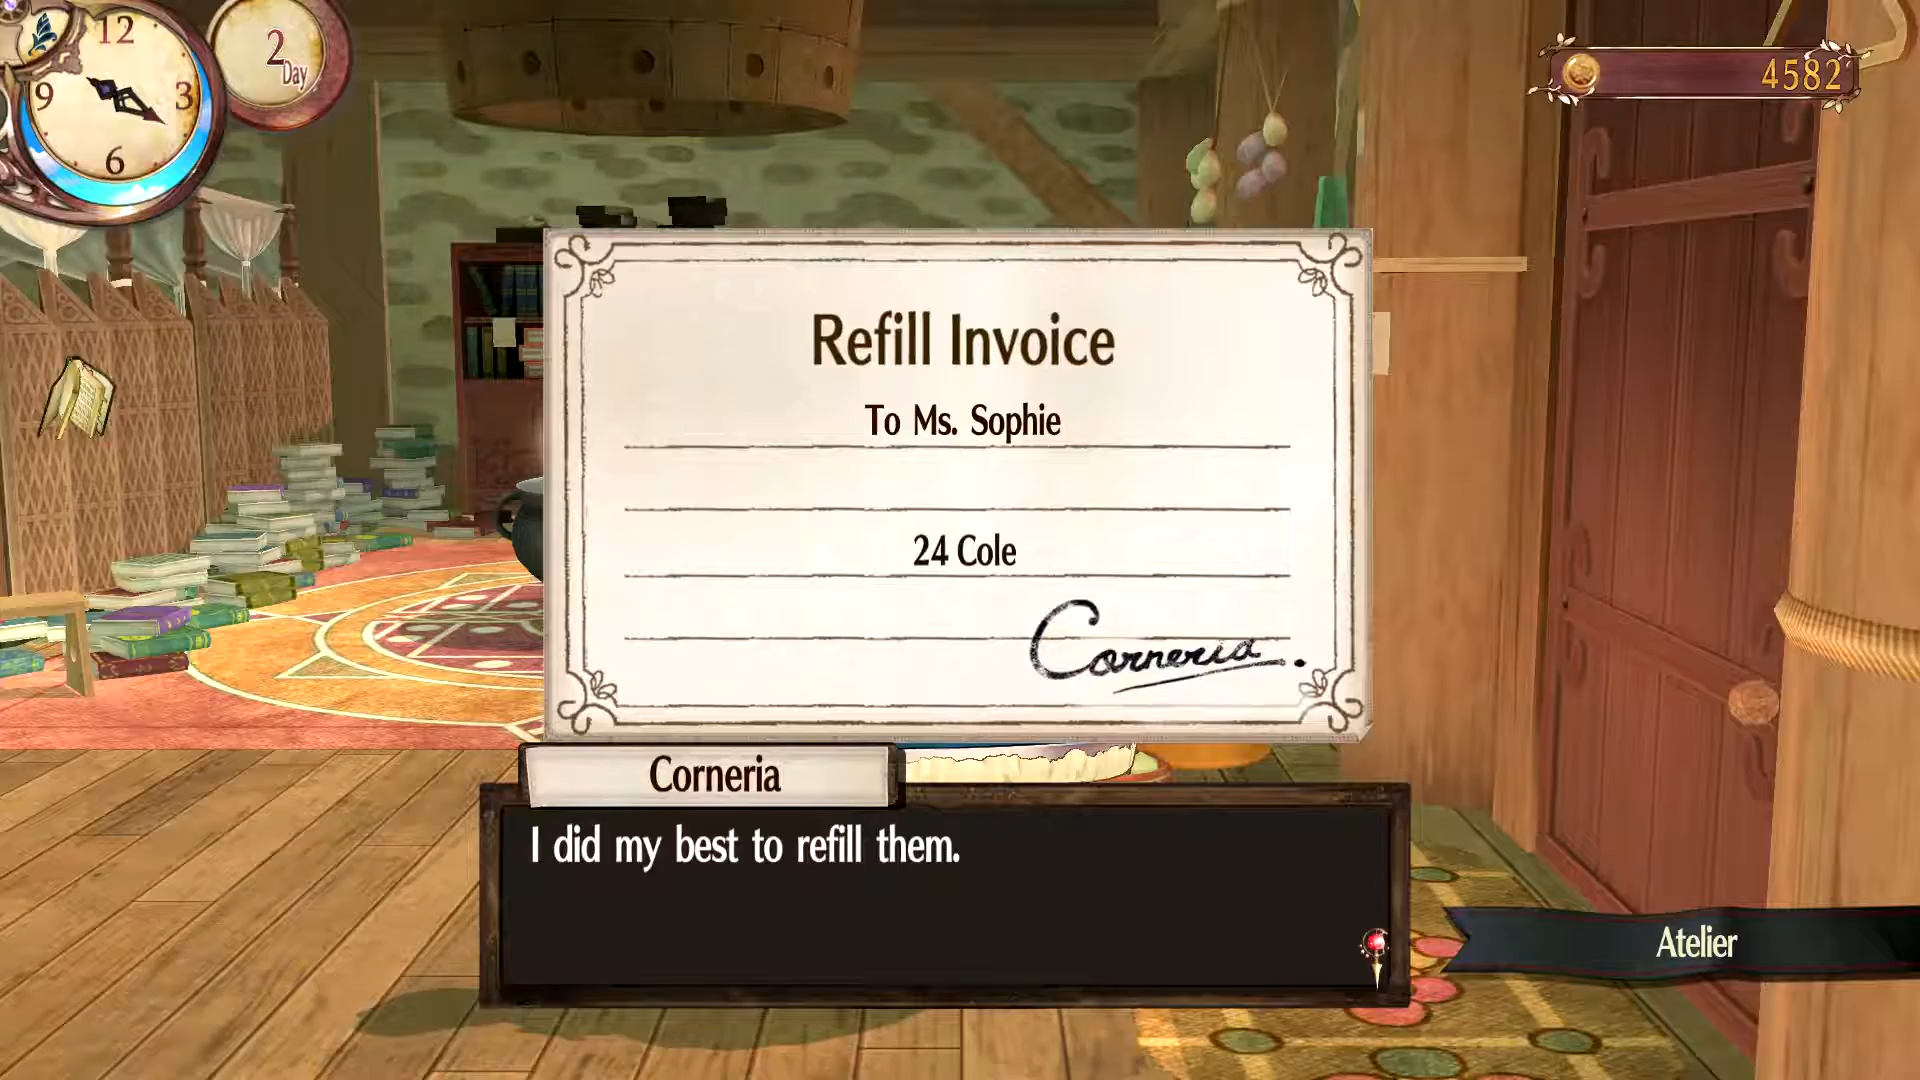 12
3
6
9
2
Day
4582
Refill Invoice
To Ms. Sophie
24 Cole
Corneria.
Corneria
I did my best to refill them.
Atelier